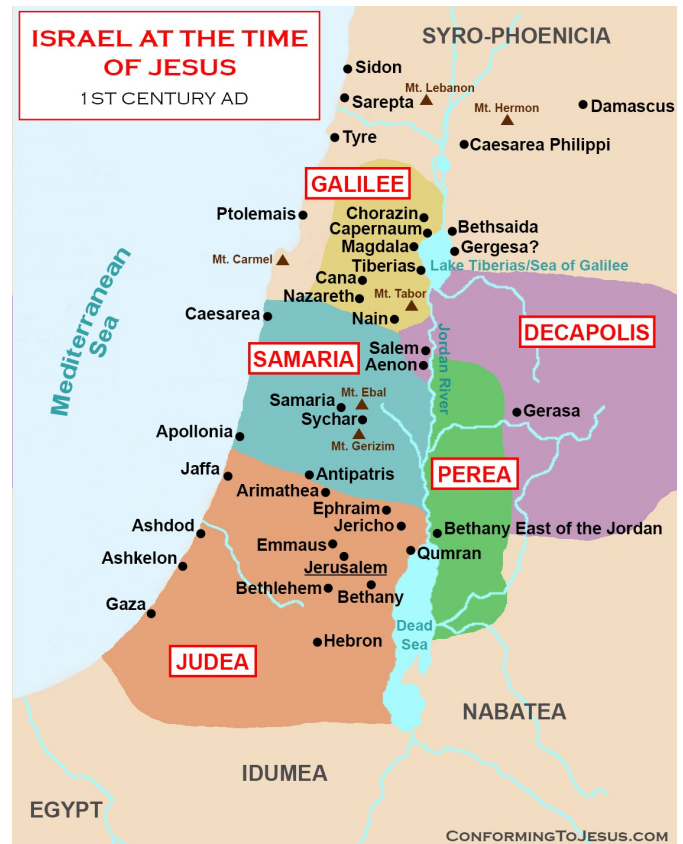 ISRAEL AT THE TIME
OF JESUS
1ST CENTURY AD
SYRO-PHOENICIA
Sidon
Mt. Lebanon
Sarepta
Mt. Hermon
Damascus
Tyre
Caesarea Philippi
GALILEE
Ptolemais
Chorazin
Capernaum
Bethsaida
Magdala
Gergesa?
Mt. Carmel
Tiberias
Lake Tiberias/Sea of Galilee
Cana
Nazareth
Mt. Tabor
Caesarea
Nain
DECAPOLIS
Mediterranean
Sea
Jordan River
SAMARIA
Salem
Aenon
Mt. Ebal
Samaria
Sychar
Gerasa
Mt. Gerizim
Apollonia
Jaffa
Antipatris
PEREA
Arimathea
Ephraim
Jericho
Bethany East of the Jordan
Ashdod
Emmaus
Qumran
Ashkelon
Jerusalem
Bethlehem
Bethany
Gaza
Dead
Sea
Hebron
JUDEA
NABATEA
IDUMEA
EGYPT
CONFORMINGTOJESUS.COM